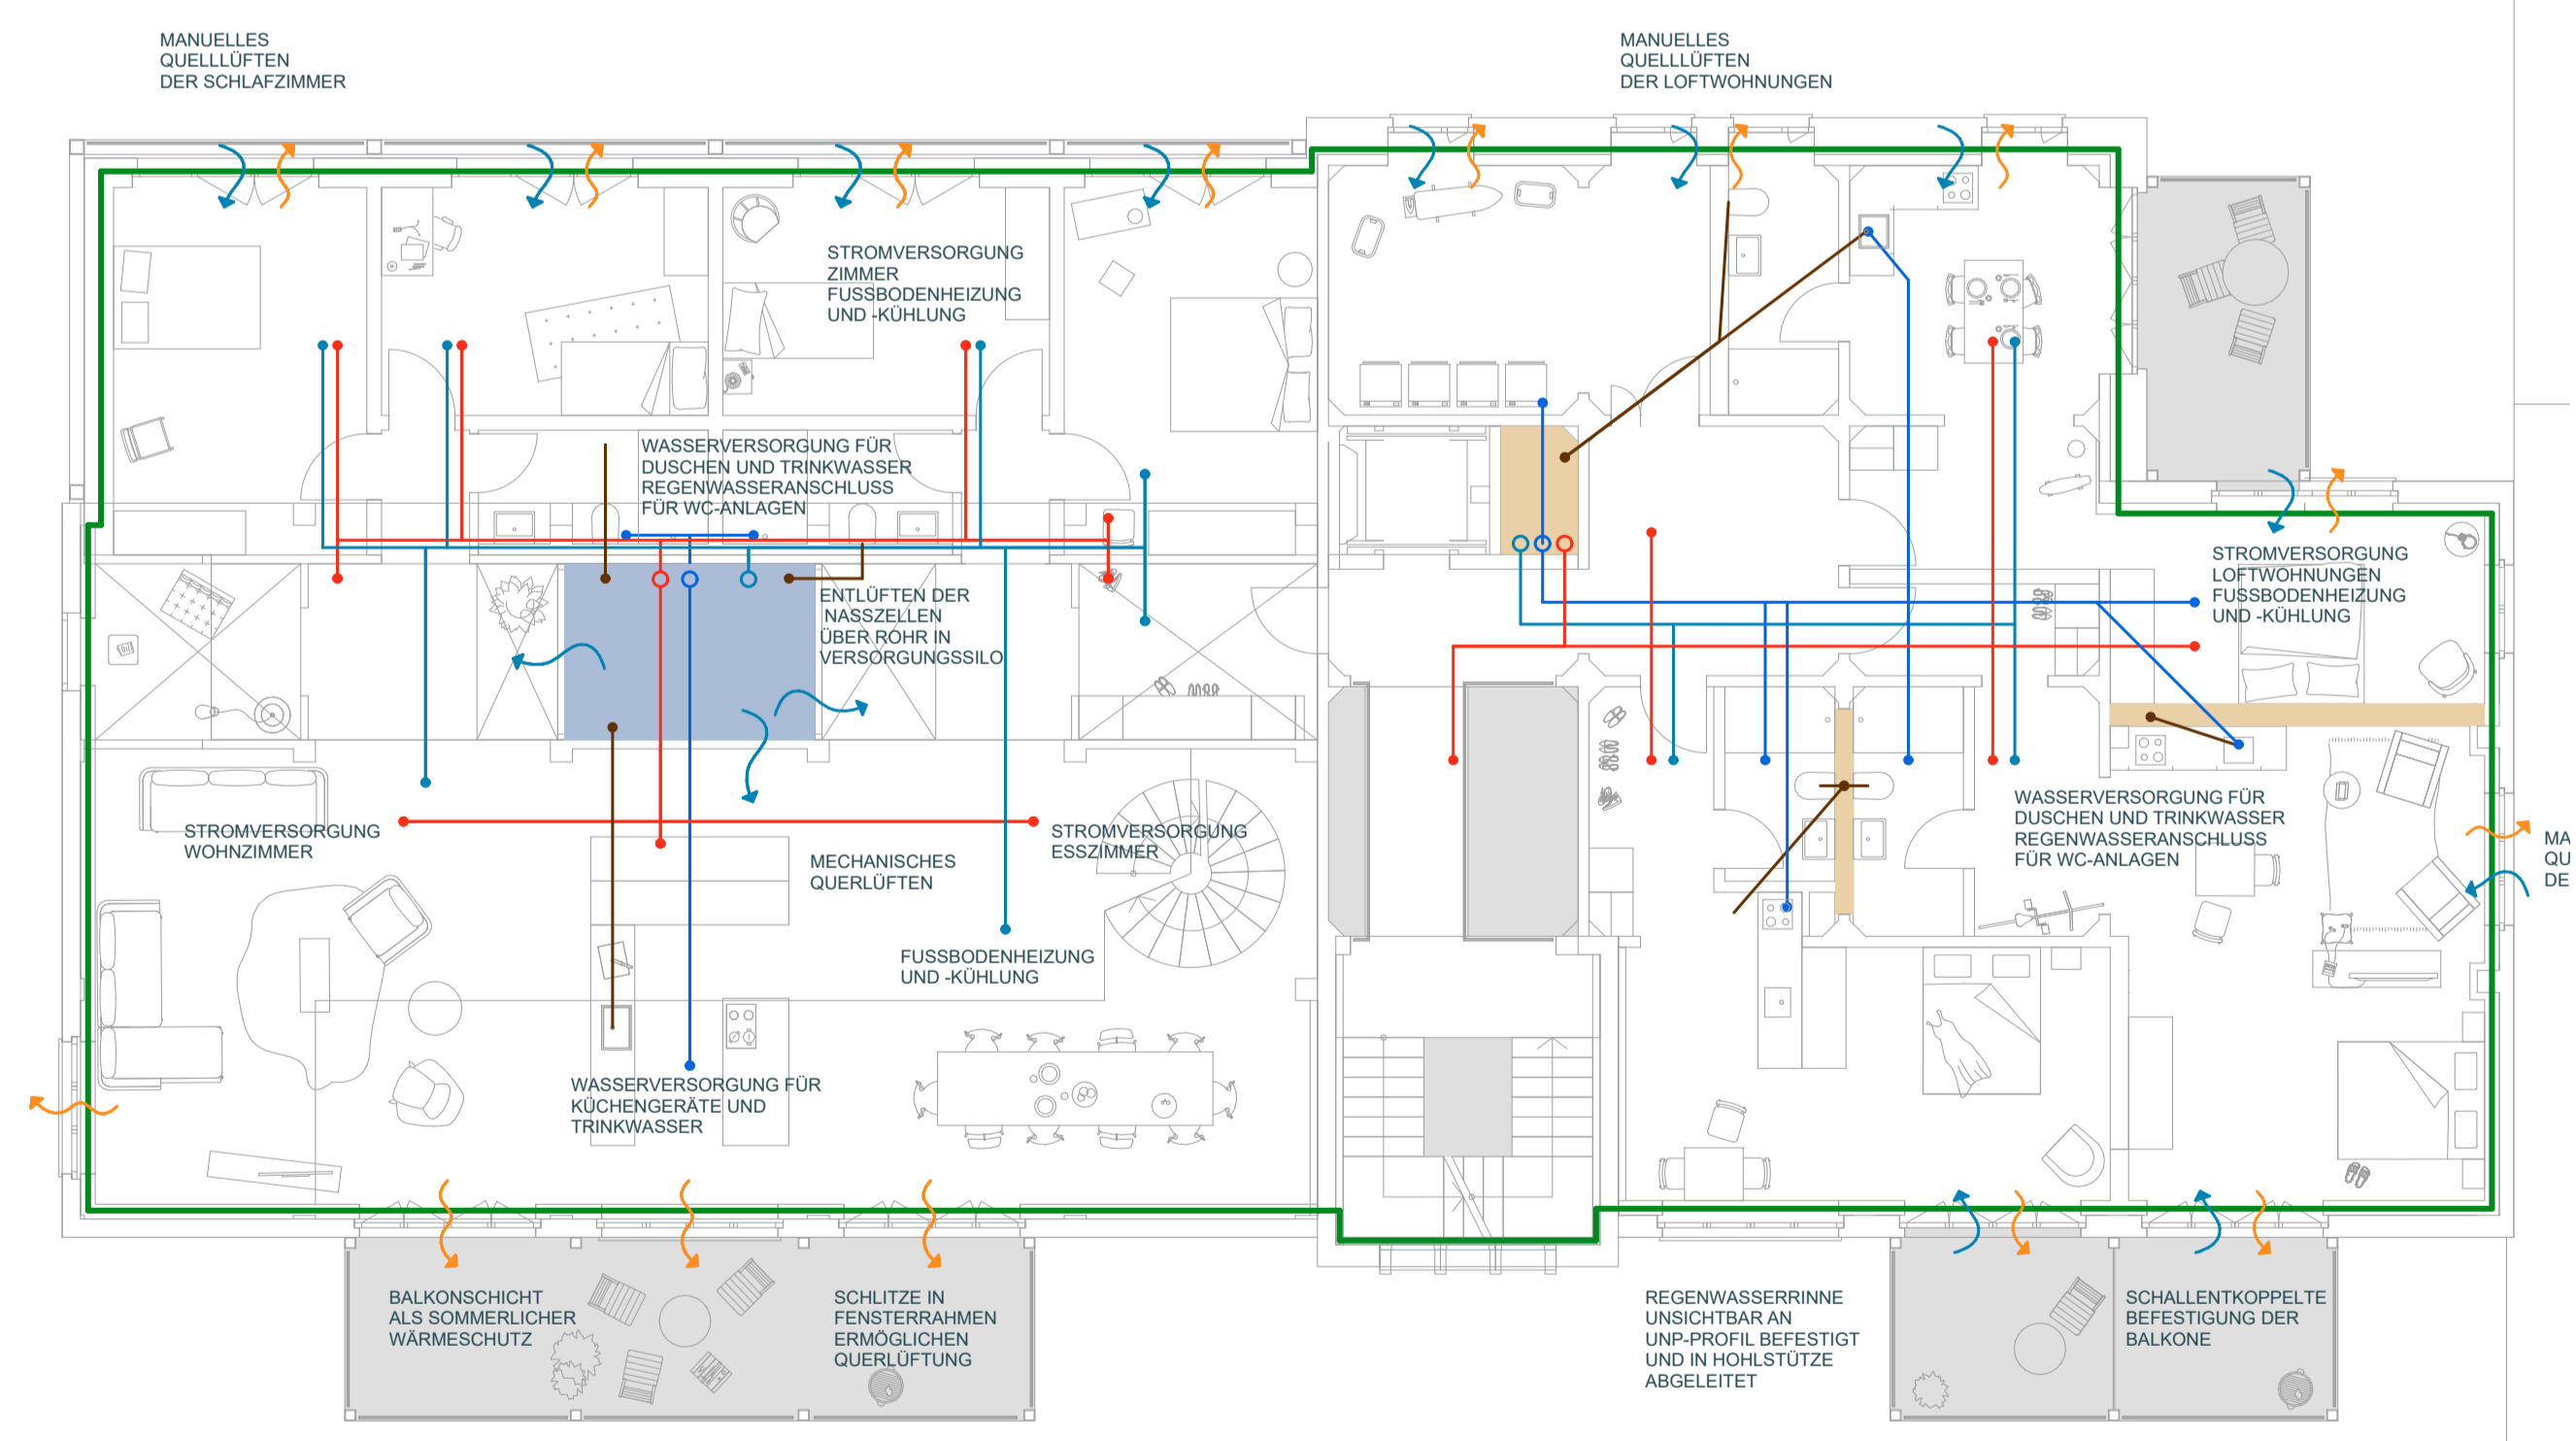 MANUELLES
QUELLLÜFTEN
DER SCHLAFZIMMER
MANUELLES
QUELLLÜFTEN
DER LOFTWOHNUNGEN
STROMVERSORGUNG
ZIMMER
FUSSBODENHEIZUNG
UND -KÜHLUNG
WASSERVERSORGUNG FÜR
DUSCHEN UND TRINKWASSER
REGENWASSERANSCHLUSS
FÜR WC-ANLAGEN
ENTLÜFTEN DER
NASSZELLEN
ÜBER ROHR IN
VERSORGUNGSSILO
STROMVERSORGUNG
LOFTWOHNUNGEN
FUSSBODENHEIZUNG
UND -KÜHLUNG
STROMVERSORGUNG
WOHNZIMMER
MECHANISCHES
QUERLÜFTEN
STROMVERSORGUNG
ESSZIMMER
WASSERVERSORGUNG FÜR
DUSCHEN UND TRINKWASSER
REGENWASSERANSCHLUSS
FÜR WC-ANLAGEN
MA
QU
DE
FUSSBODENHEIZUNG
UND -KÜHLUNG
WASSERVERSORGUNG FÜR
KÜCHENGERÄTE UND
TRINKWASSER
BALKONSCHICHT
ALS SOMMERLICHER
WÄRMESCHUTZ
SCHLITZE IN
FENSTERRAHMEN
ERMÖGLICHEN
QUERLÜFTUNG
REGENWASSERRINNE
UNSICHTBAR AN
UNP-PROFIL BEFESTIGT
UND IN HOHLSTÜTZE
ABGELEITET
SCHALLENTKOPPELTE
BEFESTIGUNG DER
BALKONE